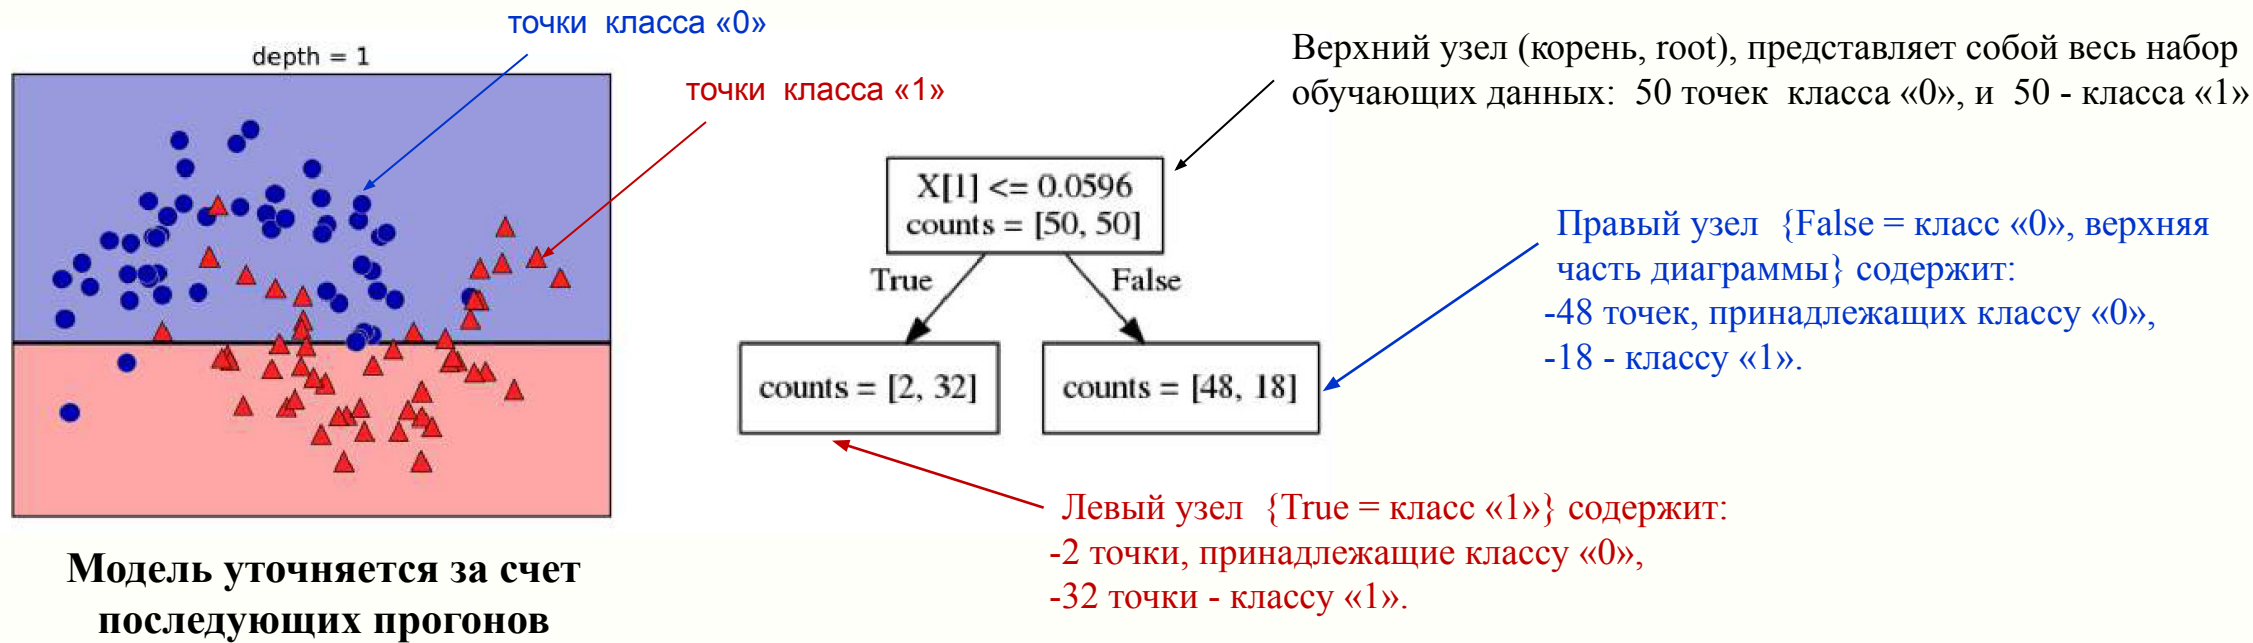 точки класса «0»
depth = 1
точки класса «1»
Верхний узел (корень, root), представляет собой весь набор
обучающих данных: 50 точек класса «0», и 50 - класса «1»
X[1] <= 0.0596
counts = [50, 50]
True
False
counts = [2, 32]
counts = [48, 18]
Правый узел {False = класс «0», верхняя
часть диаграммы} содержит:
-48 точек, принадлежащих классу «0»,
-18 - классу «1».
Левый узел {True = класс «1»} содержит:
-2 точки, принадлежащие классу «0»,
-32 точки - классу «1».
Модель уточняется за счет
последующих прогонов